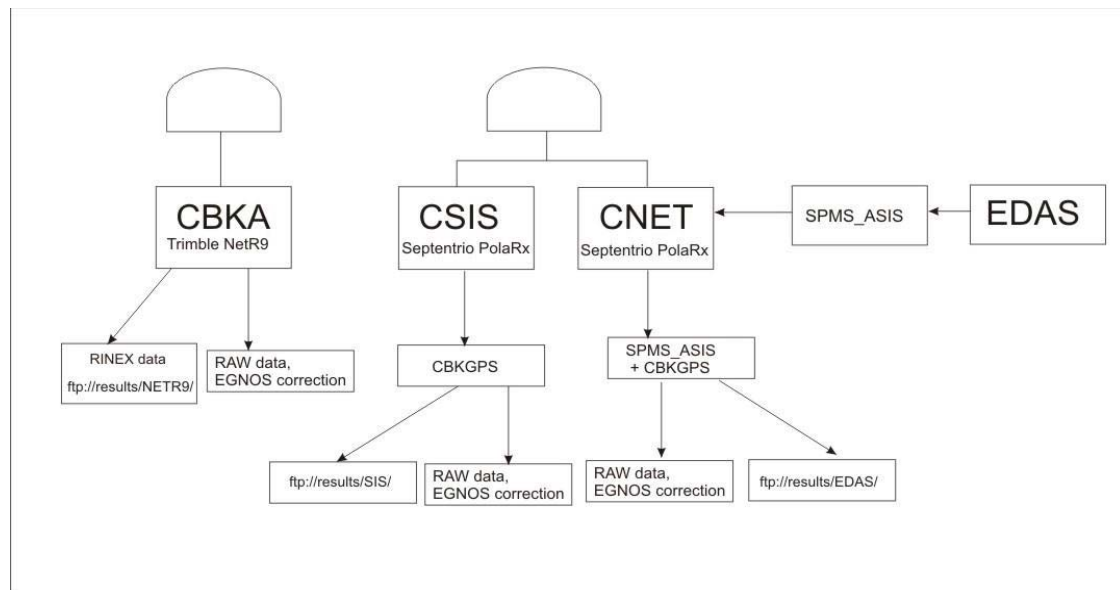 CBKA
Trimble NetR9
CSIS
Septentrio PolaRx
CNET
Septentrio PolaRx
SPMS_ASIS
EDAS
RINEX data
ftp://results/NETR9/
RAW data,
EGNOS correction
CBKGPS
SPMS_ASIS
+ CBKGPS
ftp://results/SIS/
RAW data,
EGNOS correction
RAW data,
EGNOS correction
ftp://results/EDAS/